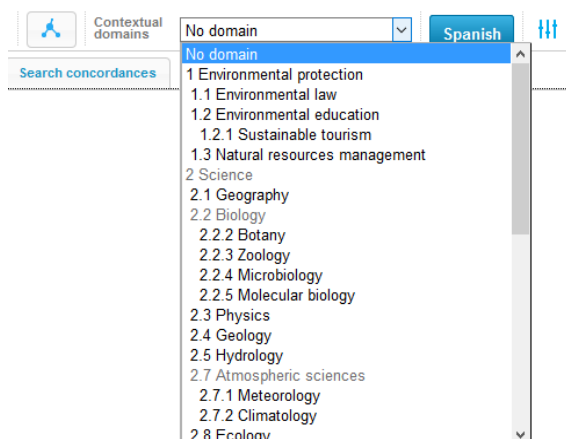 Contextual
domains
No domain
Spanish
Search concordances
No domain
1 Environmental protection
1.1 Environmental law
1.2 Environmental education
1.2.1 Sustainable tourism
1.3 Natural resources management
2 Science
2.1 Geography
2.2 Biology
2.2.2 Botany
2.2.3 Zoology
2.2.4 Microbiology
2.2.5 Molecular biology
2.3 Physics
2.4 Geology
2.5 Hydrology
2.7 Atmospheric sciences
2.7.1 Meteorology
2.7.2 Climatology
2.8 Ecology